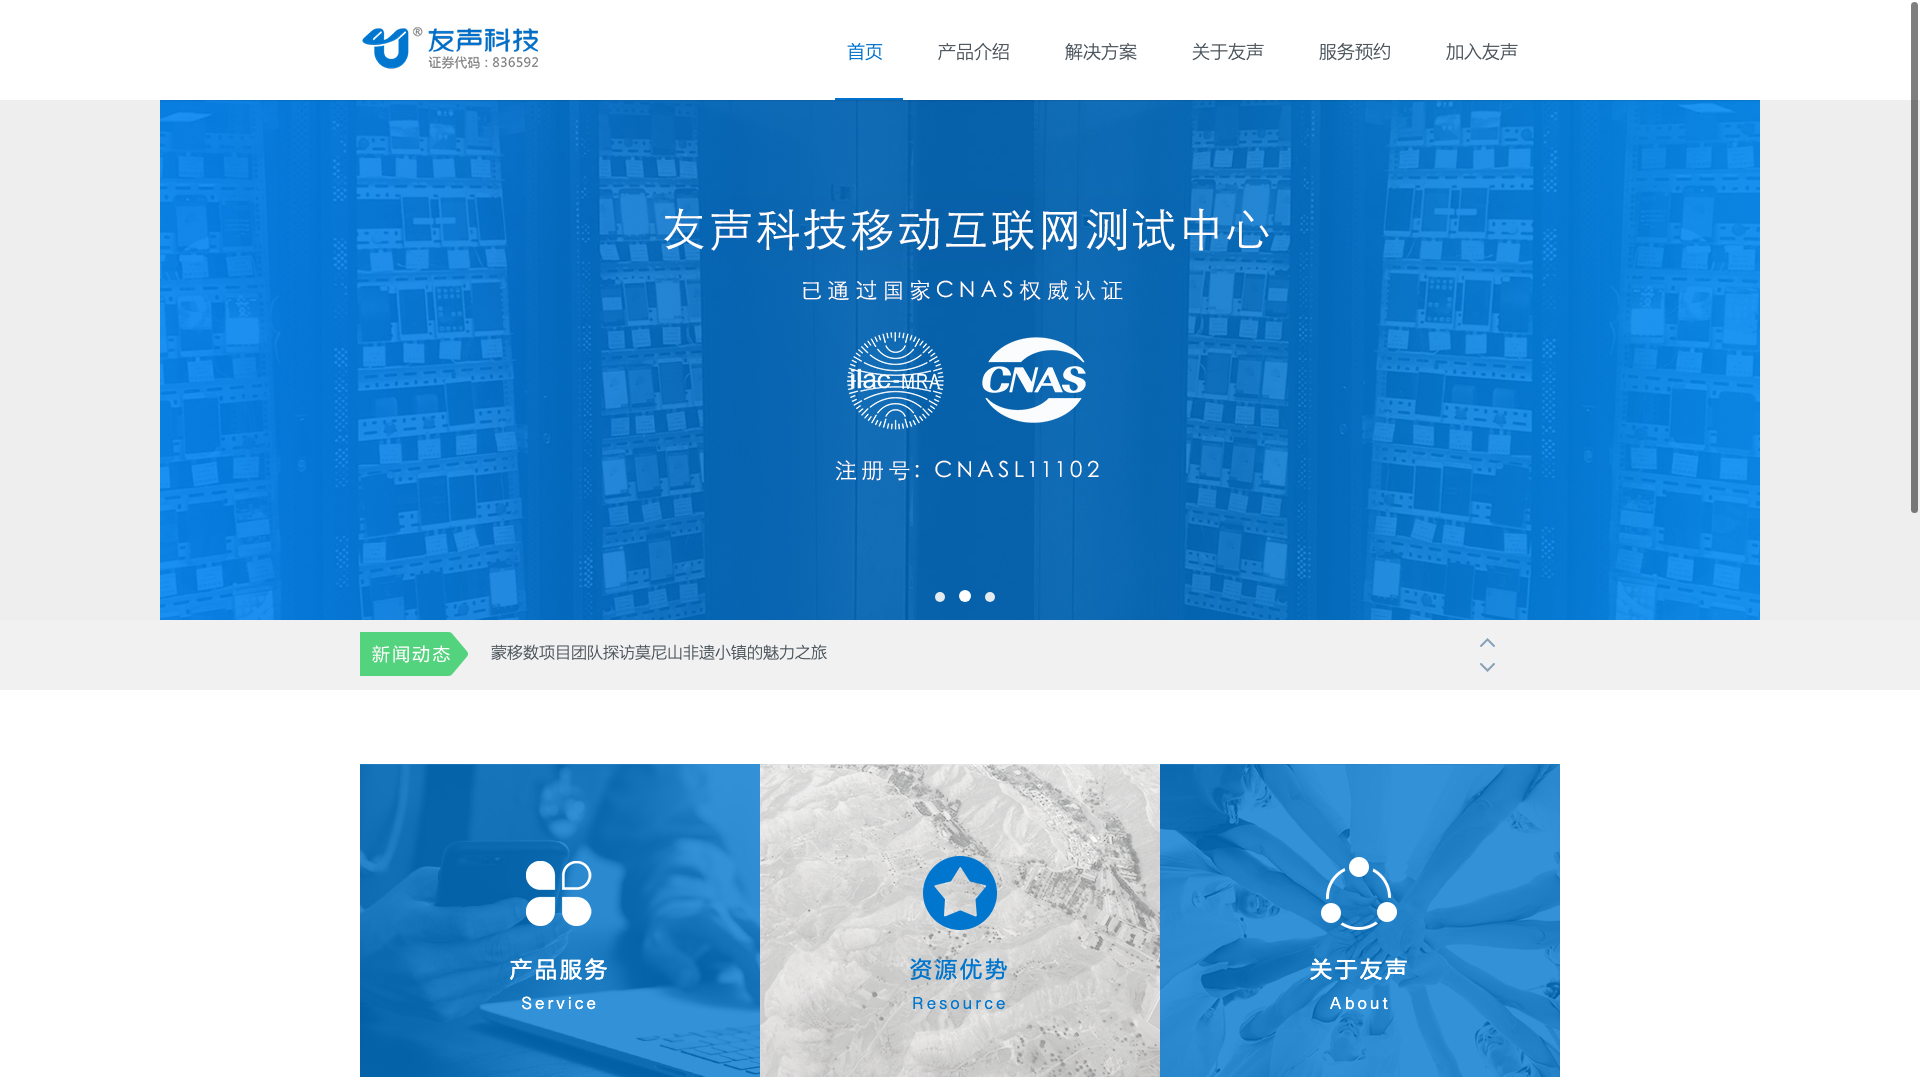 ® 友声科技
证券代码 : 836592
首页 产品介绍 解决方案 关于友声 服务预约 加入友声
友声科技移动互联网测试中心
已通过国家CNAS权威认证
ilac-MRA CNAS
注册号: CNASL11102
新闻动态 蒙移数项目团队探访莫尼山非遗小镇的魅力之旅
产品服务 资源优势 关于友声
Service Resource About